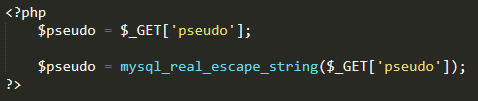 <?php
$pseudo = $_GET['pseudo'];
$pseudo = mysql_real_escape_string($_GET['pseudo']);
?>